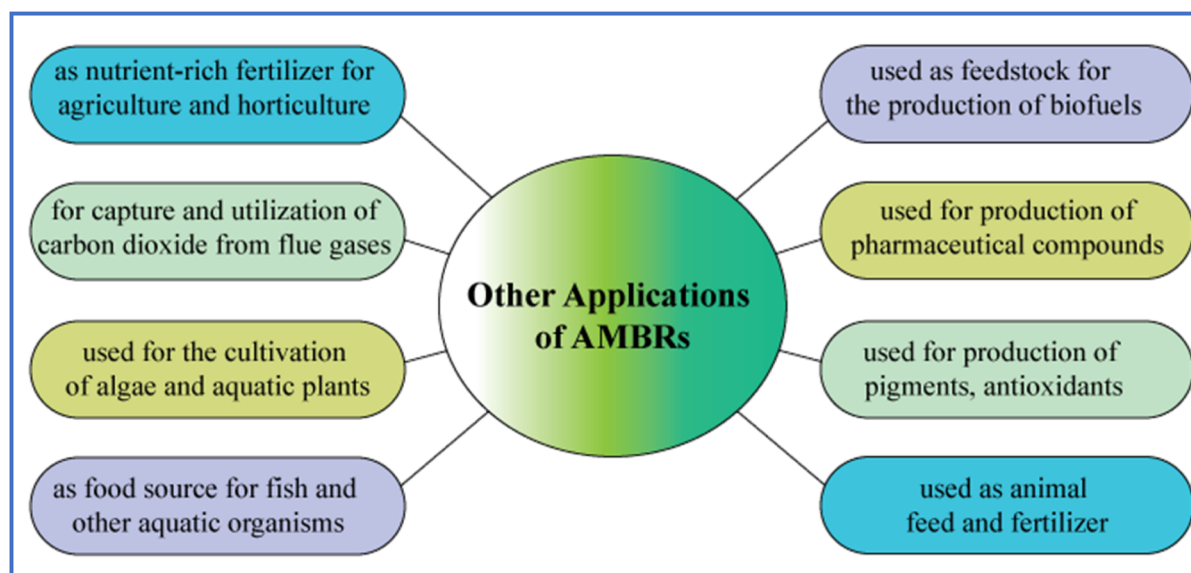 as nutrient-rich fertilizer for
agriculture and horticulture
for capture and utilization of
carbon dioxide from flue gases
used for the cultivation
of algae and aquatic plants
as food source for fish and
other aquatic organisms
Other Applications
of AMBRs
used as feedstock for
the production of biofuels
used for production of
pharmaceutical compounds
used for production of
pigments, antioxidants
used as animal
feed and fertilizer